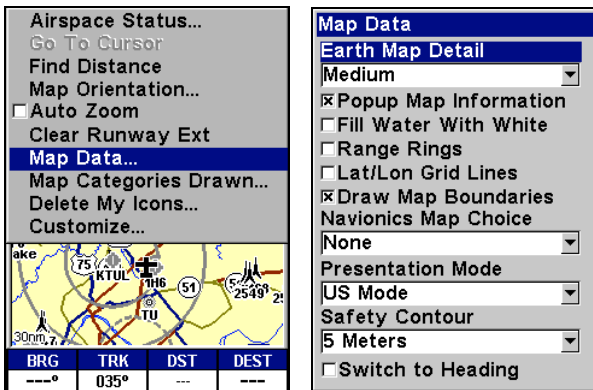 Airspace Status...
Go To Cursor
Find Distance
Map Orientation...
Auto Zoom
Clear Runway Ext
Map Data...
Map Categories Drawn...
Delete My Icons...
Customize...
ake
75
KTUL
1H6
51
2549
TU
30nm
BRG TRK DST DEST
---° 035° --- ---
Map Data
Earth Map Detail
Medium
Popup Map Information
Fill Water With White
Range Rings
Lat/Lon Grid Lines
Draw Map Boundaries
Navionics Map Choice
None
Presentation Mode
US Mode
Safety Contour
5 Meters
Switch to Heading